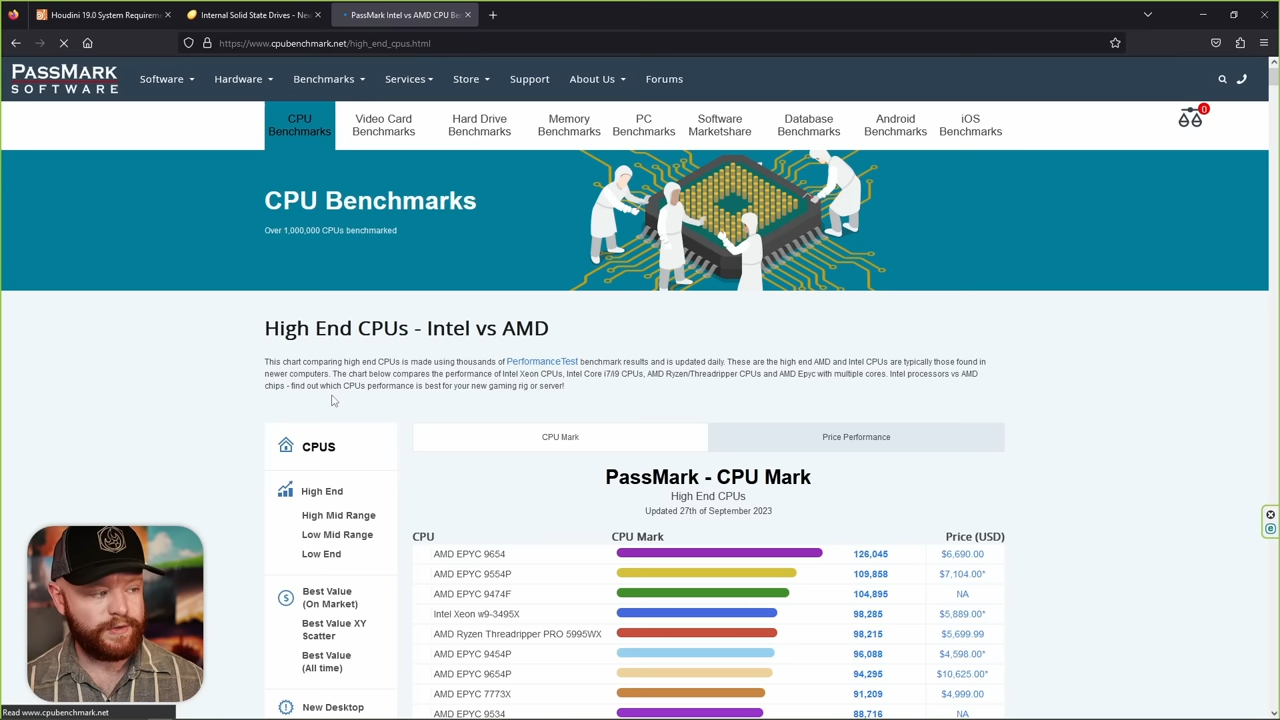 Houdini 19.0 System Requireme
Internal Solid State Drives - Ne
PassMark Intel vs AMD CPU Be
https://www.cpubenchmark.net/high_end_cpus.html
PASSMARK
SOFTWARE
Software
Hardware
Benchmarks
Services
Store
Support
About Us
Forums
CPU
Benchmarks
Video Card
Benchmarks
Hard Drive
Benchmarks
Memory
Benchmarks
PC
Benchmarks
Software
Marketshare
Database
Benchmarks
Android
Benchmarks
iOS
Benchmarks
0
CPU Benchmarks
Over 1,000,000 CPUs benchmarked
High End CPUs - Intel vs AMD
This chart comparing high end CPUs is made using thousands of PerformanceTest benchmark results and is updated daily. These are the high end AMD and Intel CPUs are typically those found in
newer computers. The chart below compares the performance of Intel Xeon CPUs, Intel Core i7/i9 CPUs, AMD Ryzen/Threadripper CPUs and AMD Epyc with multiple cores. Intel processors vs AMD
chips - find out which CPUs performance is best for your new gaming rig or server!
CPUS
High End
High Mid Range
Low Mid Range
Low End
Best Value
(On Market)
Best Value XY
Scatter
Best Value
(All time)
New Desktop
CPU Mark
Price Performance
PassMark - CPU Mark
High End CPUs
Updated 27th of September 2023
CPU CPU Mark Price (USD)
AMD EPYC 9654 126,045 $6,690.00
AMD EPYC 9554P 109,858 $7,104.00*
AMD EPYC 9474F 104,895 NA
Intel Xeon w9-3495X 98,285 $5,889.00*
AMD Ryzen Threadripper PRO 5995WX 98,215 $5,699.99
AMD EPYC 9454P 96,088 $4,598.00*
AMD EPYC 9654P 94,295 $10,625.00*
AMD EPYC 7773X 91,209 $4,999.00
AMD EPYC 9534 88,716 NA
Read www.cpubenchmark.net